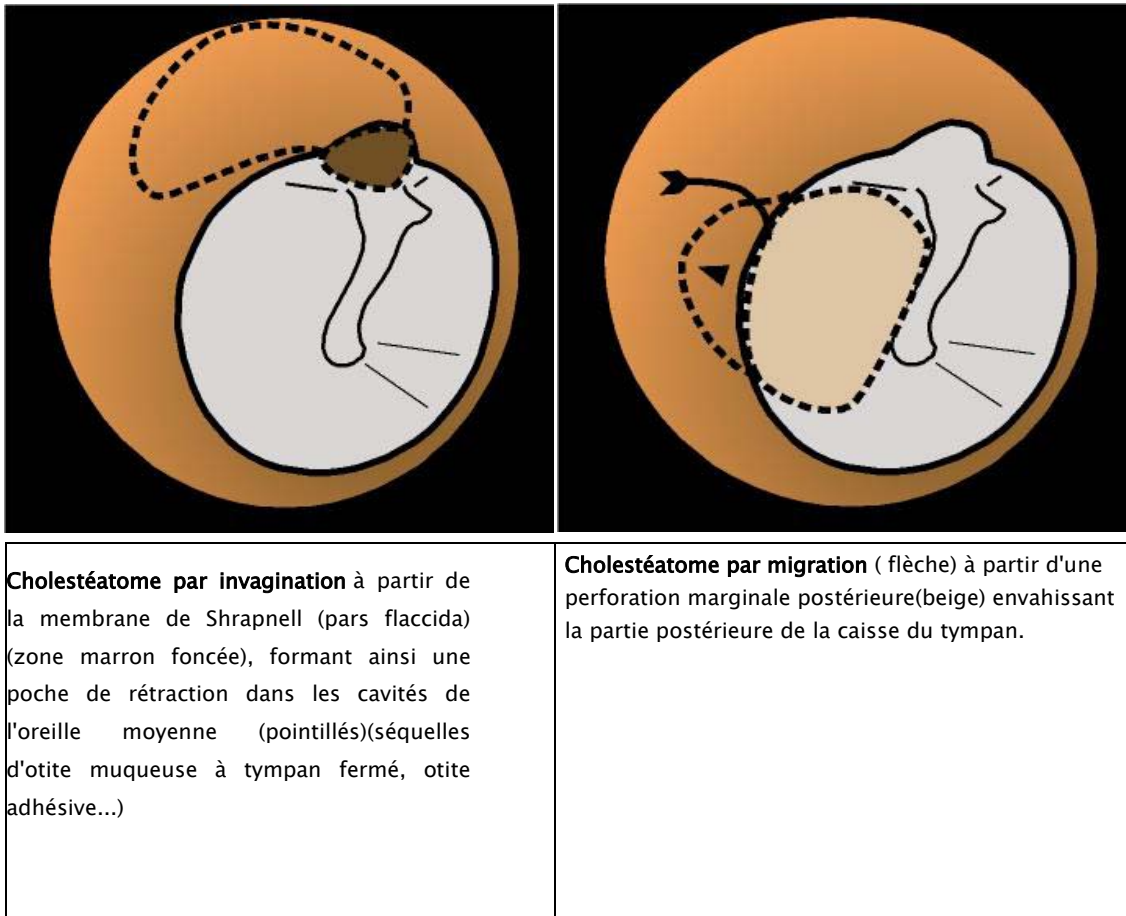 Cholestéatome par invagination à partir de
la membrane de Shrapnell (pars flaccida)
(zone marron foncée), formant ainsi une
poche de rétraction dans les cavités de
l'oreille moyenne (pointillés)(séquelles
d'otite muqueuse à tympan fermé, otite
adhésive...)
Cholestéatome par migration ( flèche) à partir d'une
perforation marginale postérieure(beige) envahissant
la partie postérieure de la caisse du tympan.